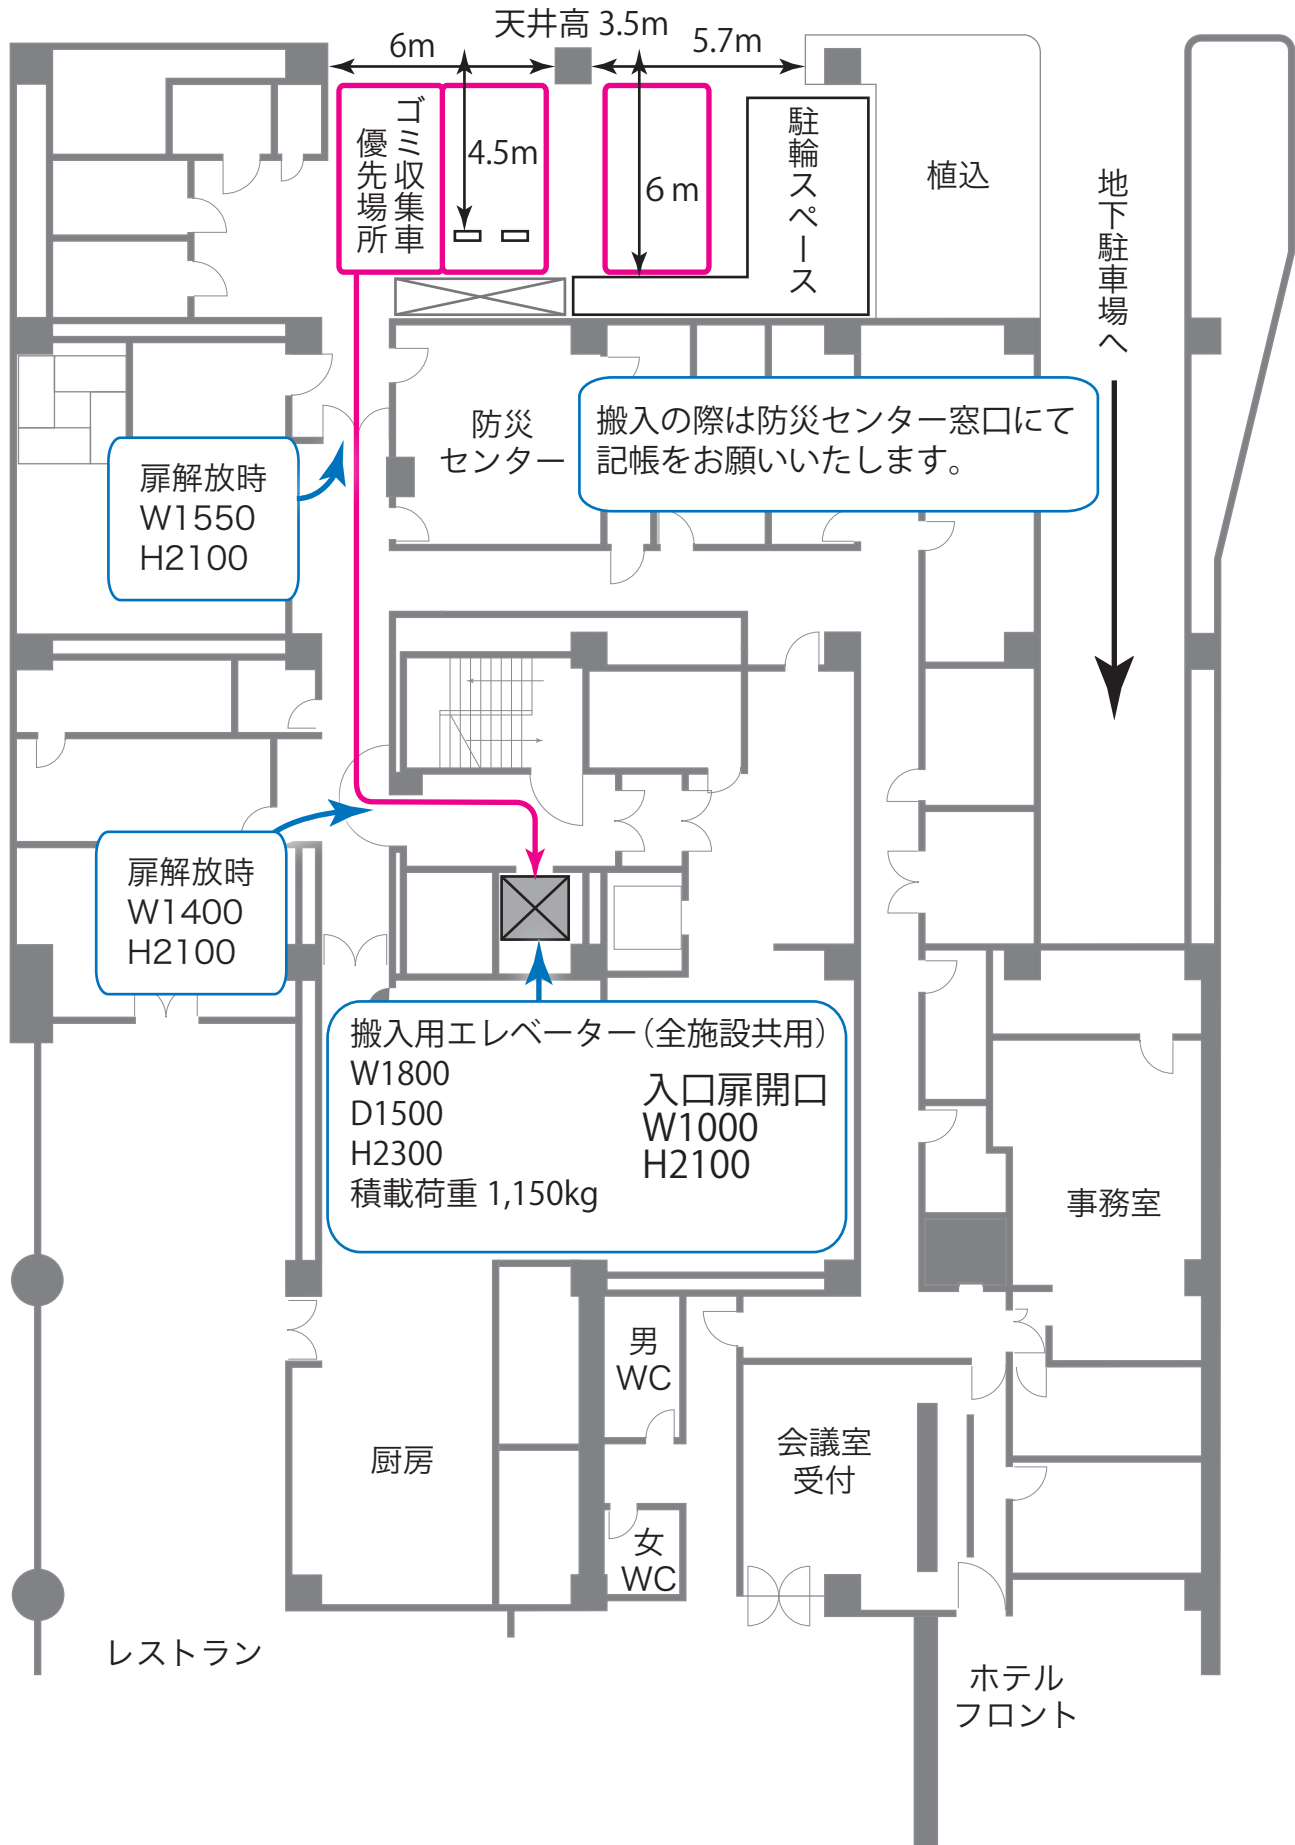 天井高 3.5m
6m
5.7m
ゴミ収集車
優先場所
4.5m
6 m
駐輪スペース
植込
地下駐車場へ
防災
センター
搬入の際は防災センター窓口にて
記帳をお願いいたします。
扉解放時
W1550
H2100
扉解放時
W1400
H2100
搬入用エレベーター（全施設共用）
W1800
D1500
H2300
積載荷重 1,150kg
入口扉開口
W1000
H2100
事務室
男
WC
厨房
会議室
受付
女
WC
レストラン
ホテル
フロント